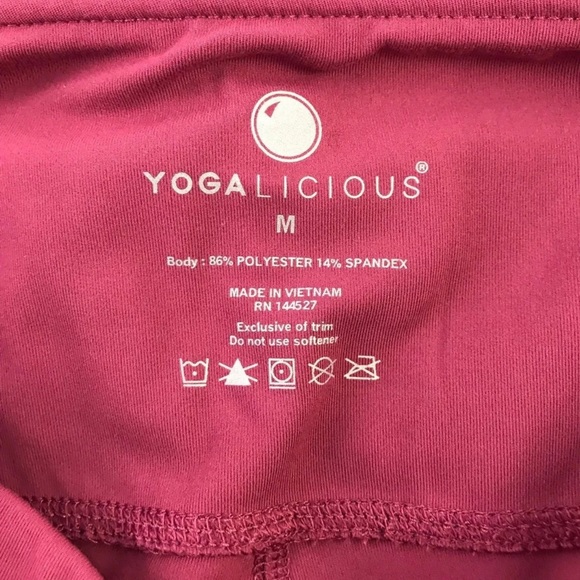 YOGALICIOUS®
M
Body : 86% POLYESTER 14% SPANDEX
MADE IN VIETNAM
RN 144527
Exclusive of trim
Do not use softener